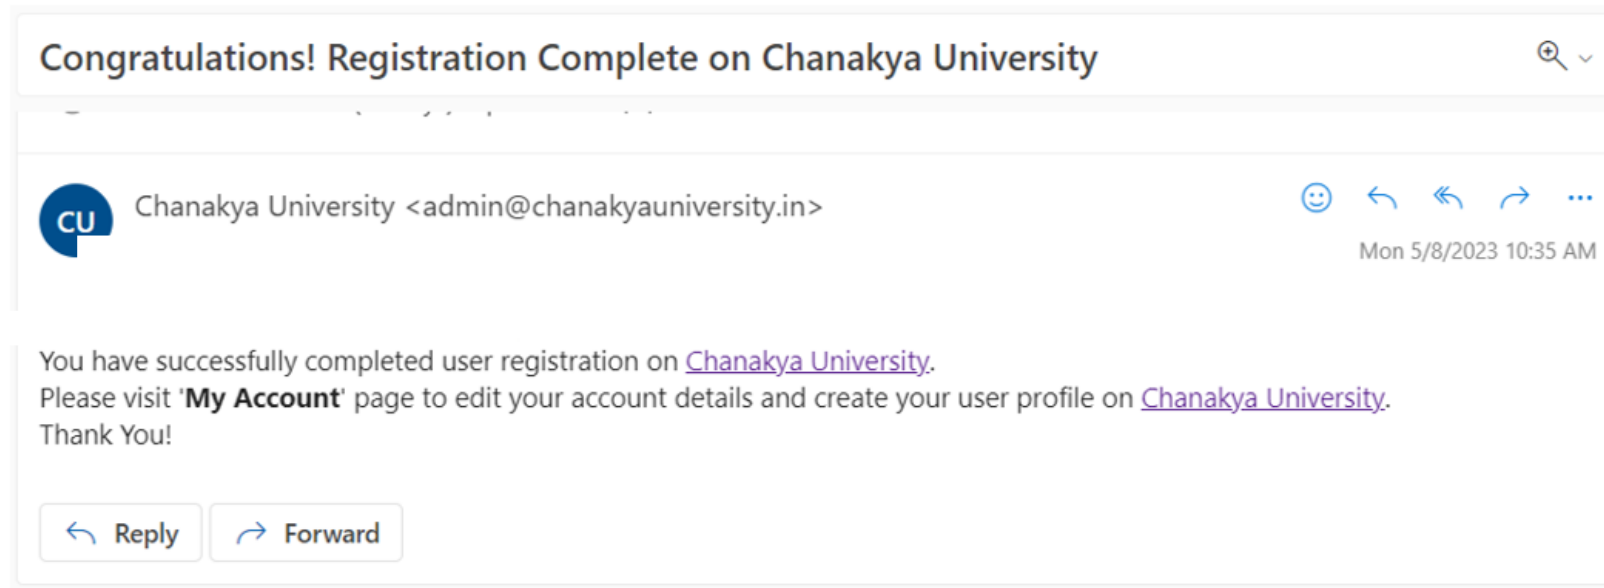 Congratulations! Registration Complete on Chanakya University
CU
Chanakya University <admin@chanakyauniversity.in>
Mon 5/8/2023 10:35 AM
You have successfully completed user registration on Chanakya University.
Please visit 'My Account' page to edit your account details and create your user profile on Chanakya University.
Thank You!
Reply
Forward